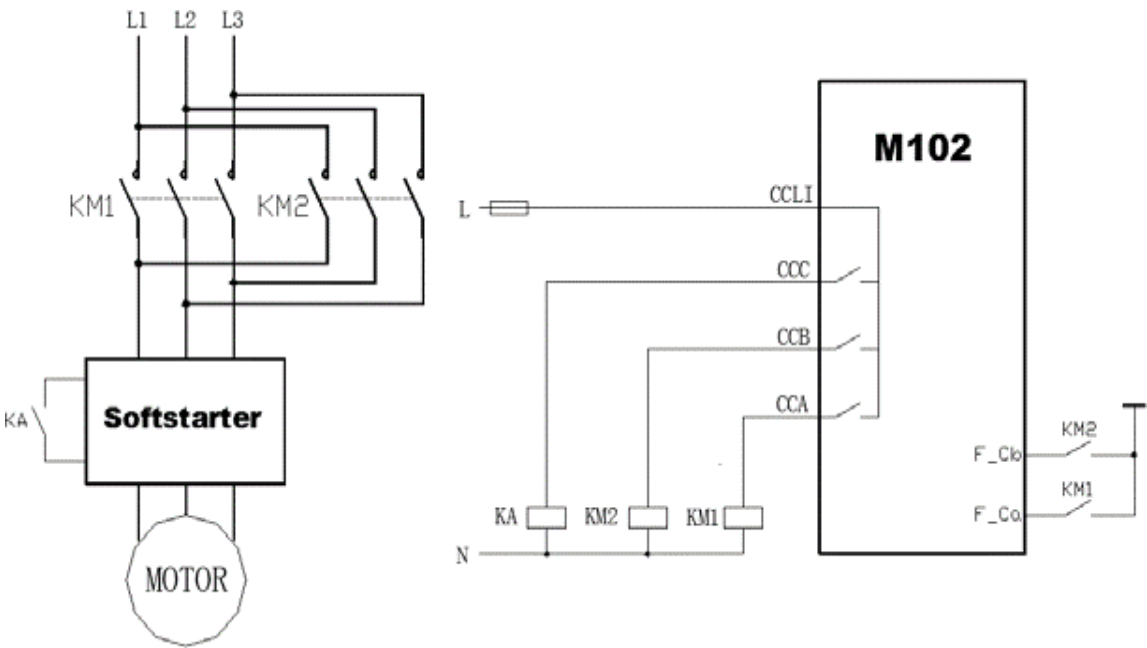 L1 L2 L3
KM1
KM2
KA
Softstarter
MOTOR
M102
L
CCLI
CCC
CCB
CCA
KA
KM2
KM1
N
F_Cb
KM2
F_Ca
KM1